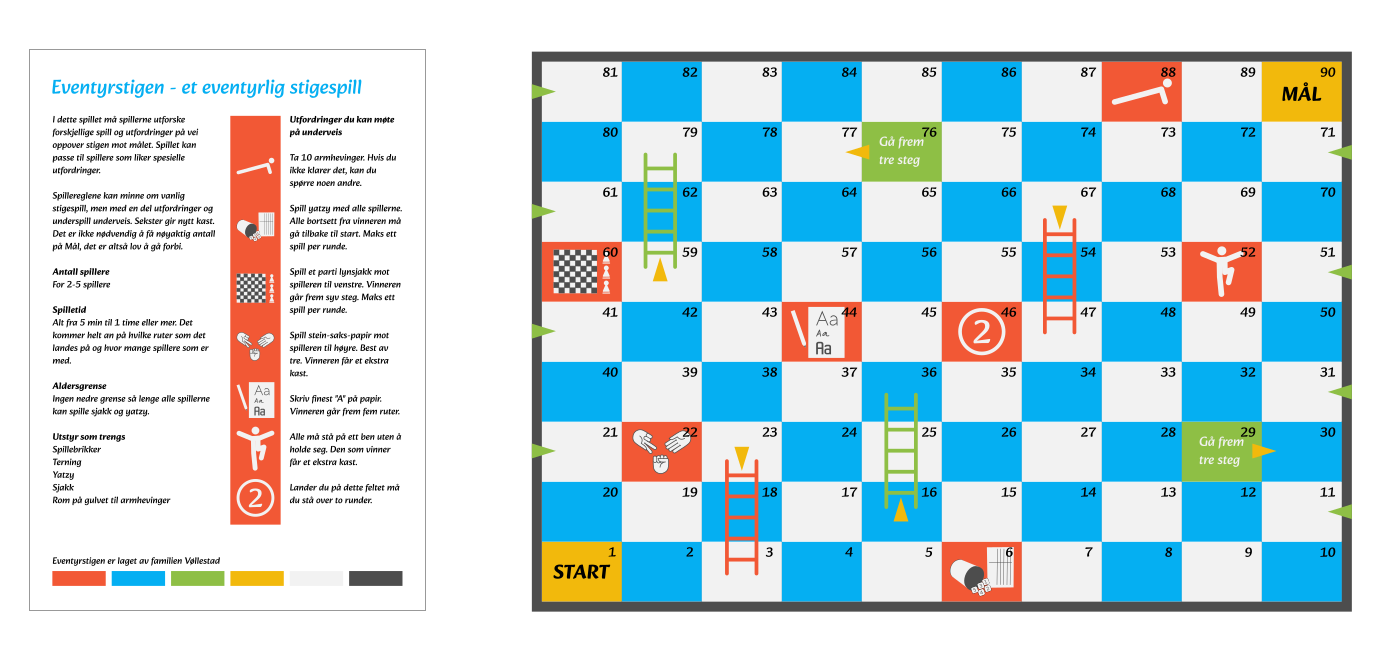 Eventyrstigen - et eventyrlig stigespill
I dette spillet må spillerne utforske
forskjellige spill og utfordringer på vei
oppover stigen mot målet. Spillet kan
passe til spillere som liker spesielle
utfordringer.
Spillereglene kan minne om vanlig
stigespill, men med en del utfordringer og
underspill underveis. Sekster gir nytt kast.
Det er ikke nødvendig å få nøyaktig antall
på Mål, det er altså lov å gå forbi.
Antall spillere
For 2-5 spillere
Spilletid
Alt fra 5 min til 1 time eller mer. Det
kommer helt an på hvilke ruter som det
landes på og hvor mange spillere som er
med.
Aldersgrense
Ingen nedre grense så lenge alle spillerne
kan spille sjakk og yatzy.
Utstyr som trengs
Spillebrikker
Terning
Yatzy
Sjakk
Rom på gulvet til armhevinger
Aa
Aa
Aa
2
Utfordringer du kan møte
på underveis
Ta 10 armhevinger. Hvis du
ikke klarer det, kan du
spørre noen andre.
Spill yatzy med alle spillerne.
Alle bortsett fra vinneren må
gå tilbake til start. Maks ett
spill per runde.
Spill et parti lynsjakk mot
spilleren til venstre. Vinneren
går frem syv steg. Maks ett
spill per runde.
Spill stein-saks-papir mot
spilleren til høyre. Best av
tre. Vinneren får et ekstra
kast.
Skriv finest "A" på papir.
Vinneren går frem fem ruter.
Alle må stå på ett ben uten å
holde seg. Den som vinner
får et ekstra kast.
Lander du på dette feltet må
du stå over to runder.
Eventyrstigen er laget av familien Vøllestad
81 82 83 84 85 86 87 88 89 90
MÅL
80 79 78 77 76 75 74 73 72 71
Gå frem
tre steg
61 62 63 64 65 66 67 68 69 70
60 59 58 57 56 55 54 53 52 51
41 42 43 44 45 46 47 48 49 50
Aa
Aa
Aa
2
40 39 38 37 36 35 34 33 32 31
21 22 23 24 25 26 27 28 29 30
Gå frem
tre steg
20 19 18 17 16 15 14 13 12 11
1 2 3 4 5 6 7 8 9 10
START